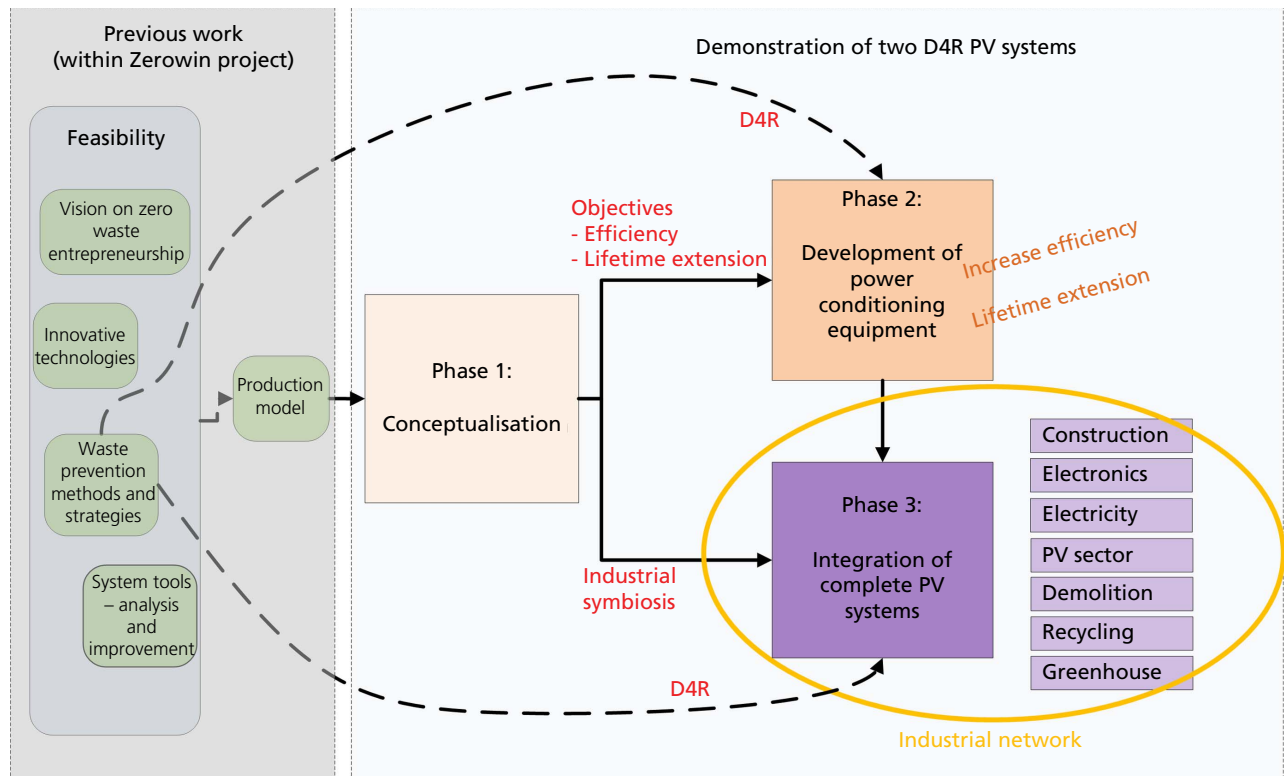 Previous work
(within Zerowin project)
Feasibility
Vision on zero
waste
entrepreneurship
Innovative
technologies
Waste
prevention
methods and
strategies
System tools
– analysis
and
improvement
Production
model
Demonstration of two D4R PV systems
D4R
Phase 1:
Conceptualisation
Objectives
- Efficiency
- Lifetime extension
Phase 2:
Development of
power
conditioning
equipment
Increase efficiency
Lifetime extension
Industrial
symbiosis
Phase 3:
Integration of
complete PV
systems
D4R
Construction
Electronics
Electricity
PV sector
Demolition
Recycling
Greenhouse
Industrial network